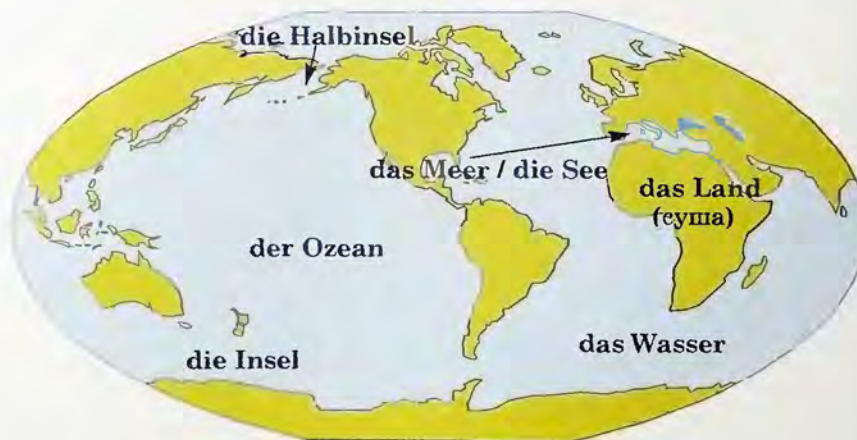 die Halbinsel
das Meer / die See
das Land
(суша)
der Ozean
die Insel
das Wasser